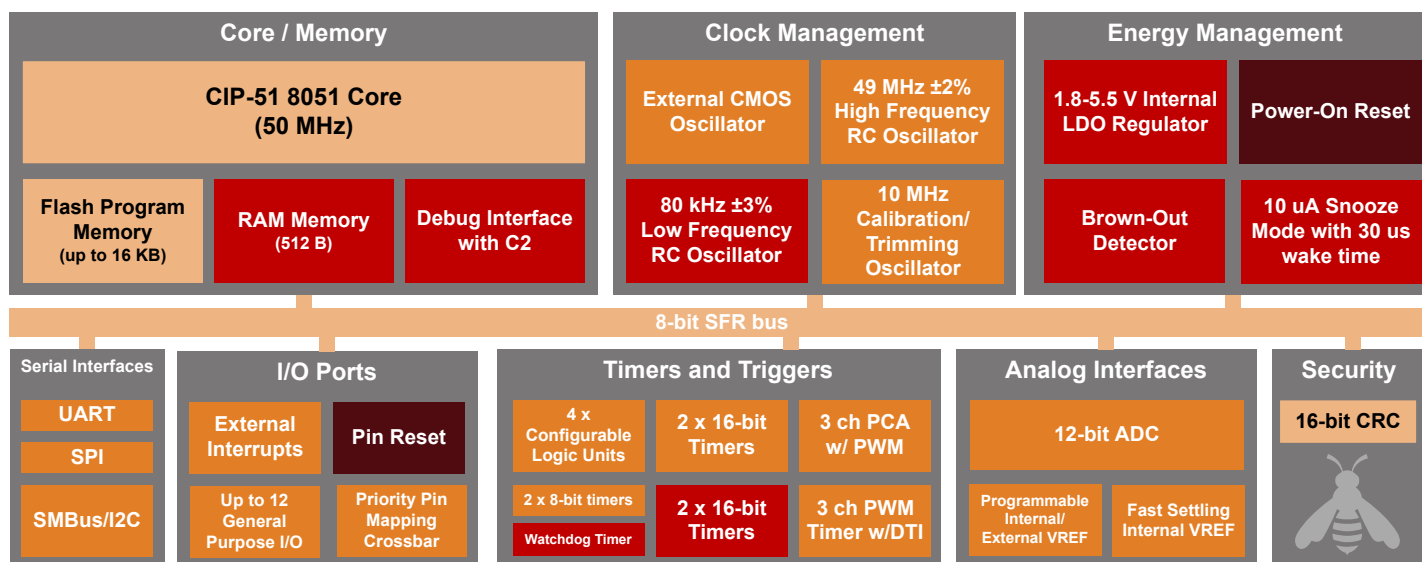 Core / Memory
CIP-51 8051 Core
(50 MHz)
Flash Program
Memory
(up to 16 KB)
RAM Memory
(512 B)
Debug Interface
with C2
Clock Management
External CMOS
Oscillator
49 MHz ±2%
High Frequency
RC Oscillator
80 kHz ±3%
Low Frequency
RC Oscillator
10 MHz
Calibration/
Trimming
Oscillator
Energy Management
1.8-5.5 V Internal
LDO Regulator
Power-On Reset
Brown-Out
Detector
10 uA Snooze
Mode with 30 us
wake time
8-bit SFR bus
Serial Interfaces
UART
SPI
SMBus/I2C
I/O Ports
External
Interrupts
Pin Reset
Up to 12
General
Purpose I/O
Priority Pin
Mapping
Crossbar
Timers and Triggers
4 x
Configurable
Logic Units
2 x 16-bit
Timers
3 ch PCA
w/ PWM
2 x 8-bit timers
Watchdog Timer
2 x 16-bit
Timers
3 ch PWM
Timer w/DTI
Analog Interfaces
12-bit ADC
Programmable
Internal/
External VREF
Fast Settling
Internal VREF
Security
16-bit CRC